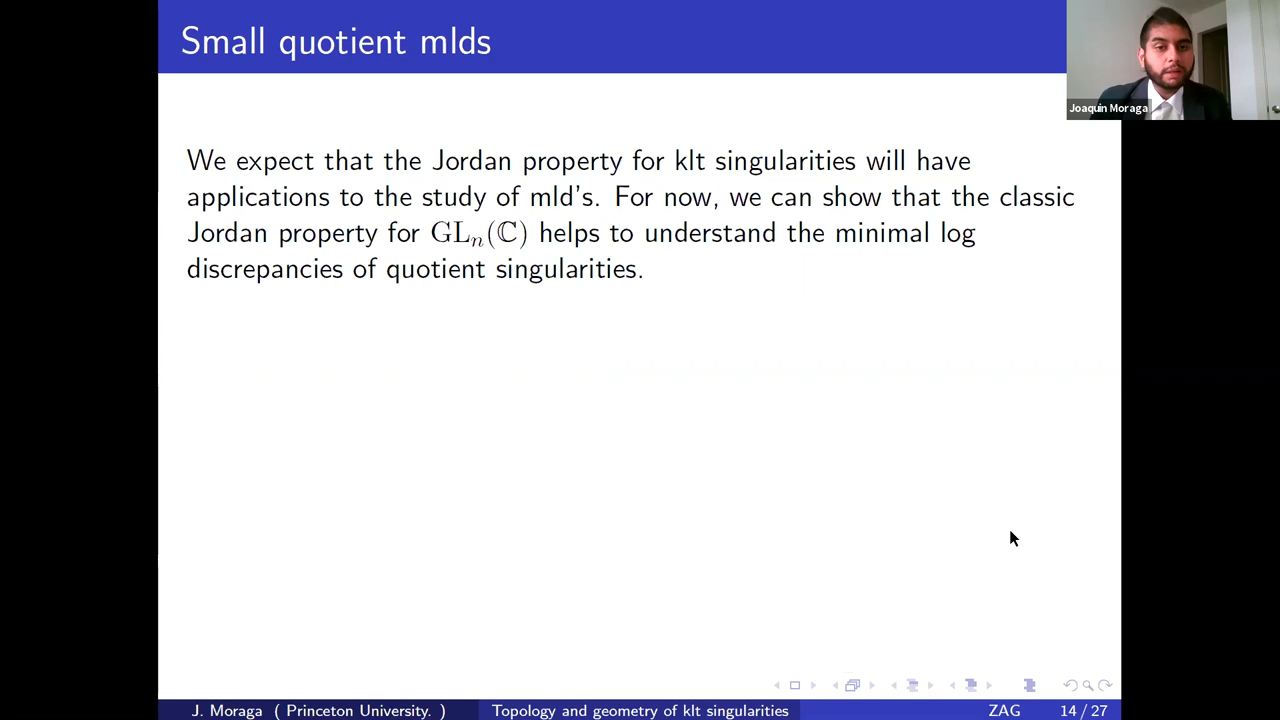 Small quotient mlds
Joaquín Moraga
We expect that the Jordan property for klt singularities will have
applications to the study of mld's. For now, we can show that the classic
Jordan property for GLₙ(ℂ) helps to understand the minimal log
discrepancies of quotient singularities.
J. Moraga ( Princeton University. )
Topology and geometry of klt singularities
ZAG
14 / 27